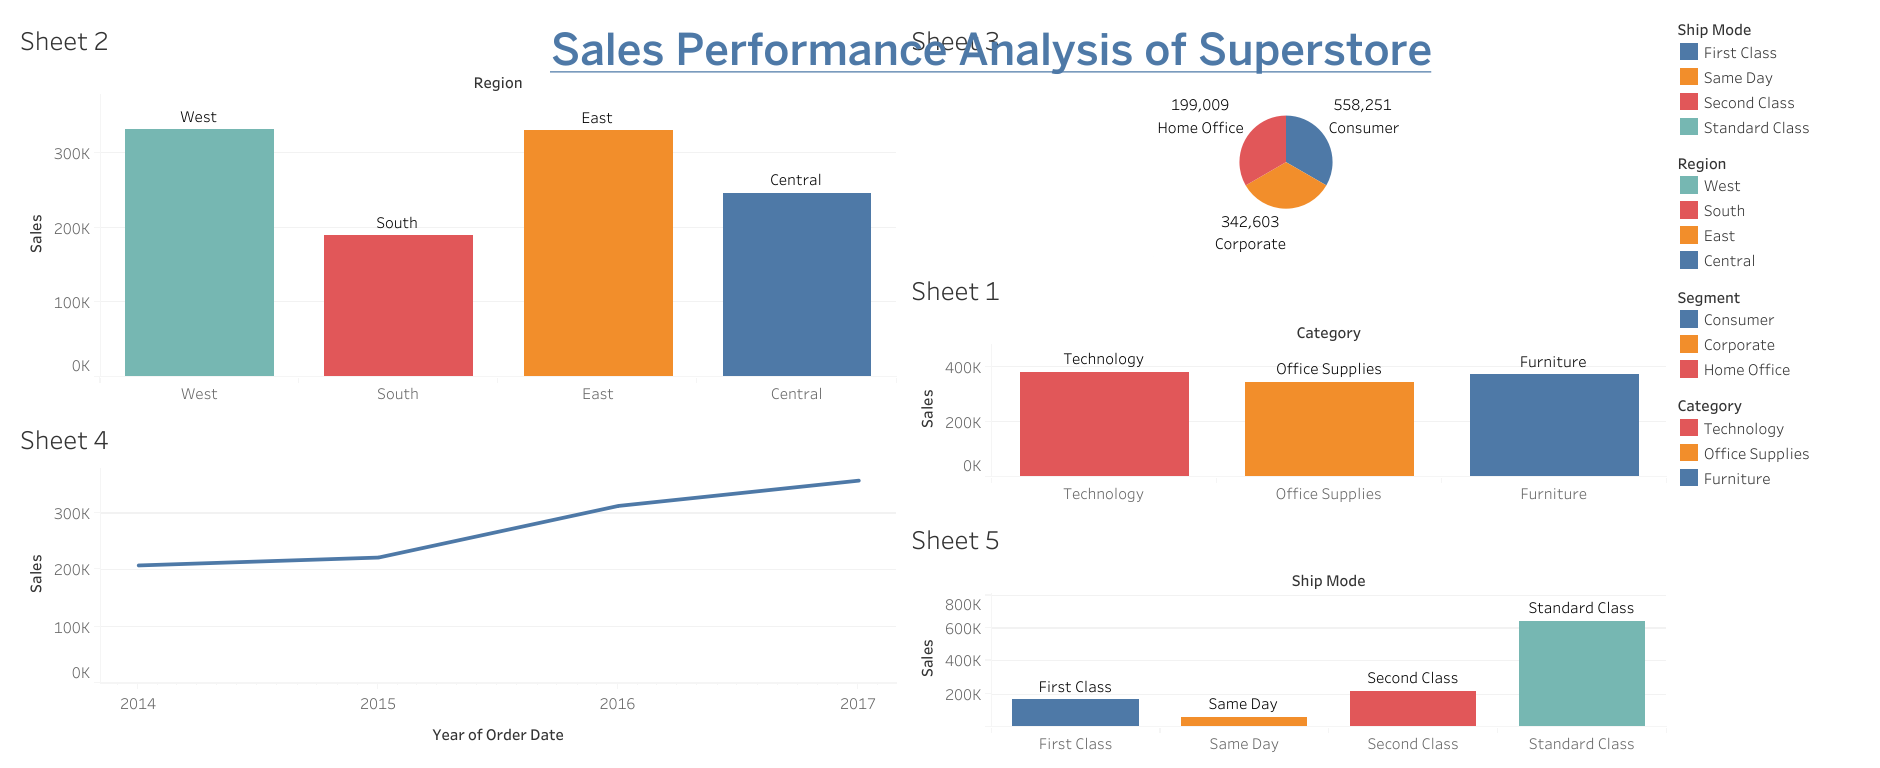 Sales Performance Analysis of Superstore
Sheet 2
Region
West
South
East
Central
300K
200K
100K
0K
Sales
West
South
East
Central
Sheet 4
300K
200K
100K
0K
Sales
2014
2015
2016
2017
Year of Order Date
Sheet 3
199,009
Home Office
558,251
Consumer
342,603
Corporate
Sheet 1
Category
Technology
Office Supplies
Furniture
400K
200K
0K
Sales
Technology
Office Supplies
Furniture
Sheet 5
Ship Mode
First Class
Same Day
Second Class
Standard Class
800K
600K
400K
200K
Sales
First Class
Same Day
Second Class
Standard Class
Ship Mode
First Class
Same Day
Second Class
Standard Class
Region
West
South
East
Central
Segment
Consumer
Corporate
Home Office
Category
Technology
Office Supplies
Furniture